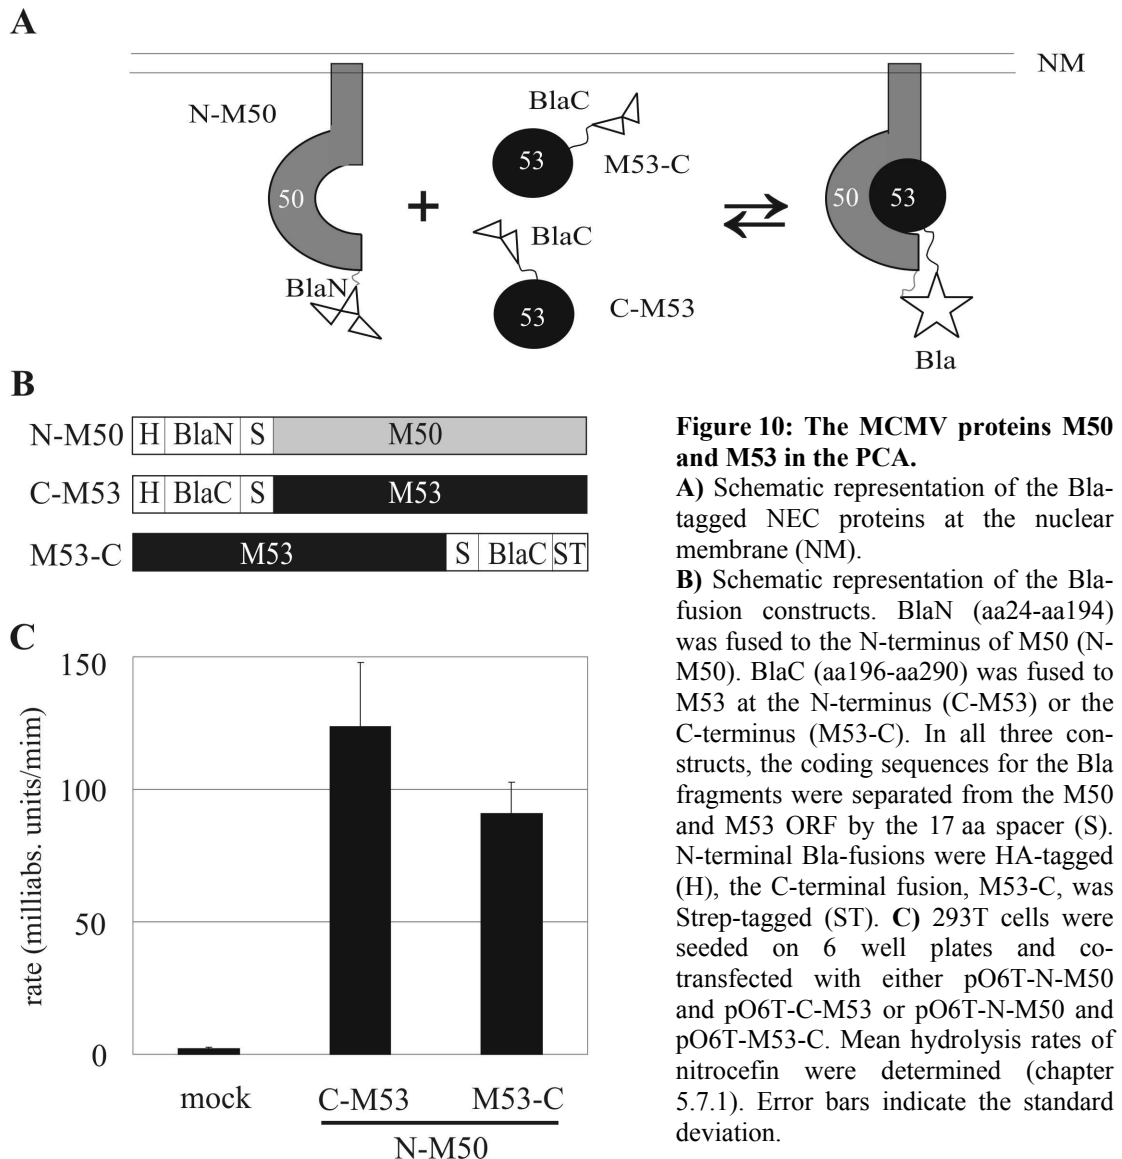 A
NM
BlaC
N-M50
53
M53-C
50
+
50
53
BlaC
BlaN
C-M53
53
Bla
B
N-M50 H BlaN S M50
C-M53 H BlaC S M53
M53-C M53 S BlaC ST
C
150
100
50
0
rate (milliabs. units/mim)
mock
C-M53
M53-C
N-M50
Figure 10: The MCMV proteins M50
and M53 in the PCA.
A) Schematic representation of the Bla-
tagged NEC proteins at the nuclear
membrane (NM).
B) Schematic representation of the Bla-
fusion constructs. BlaN (aa24-aa194)
was fused to the N-terminus of M50 (N-
M50). BlaC (aa196-aa290) was fused to
M53 at the N-terminus (C-M53) or the
C-terminus (M53-C). In all three con-
structs, the coding sequences for the Bla
fragments were separated from the M50
and M53 ORF by the 17 aa spacer (S).
N-terminal Bla-fusions were HA-tagged
(H), the C-terminal fusion, M53-C, was
Strep-tagged (ST). C) 293T cells were
seeded on 6 well plates and co-
transfected with either pO6T-N-M50
and pO6T-C-M53 or pO6T-N-M50 and
pO6T-M53-C. Mean hydrolysis rates of
nitrocefin were determined (chapter
5.7.1). Error bars indicate the standard
deviation.